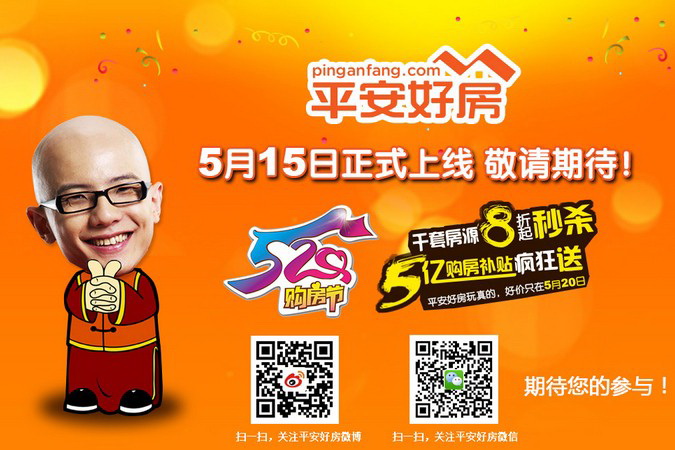 pinganfang.com
平安好房
5月15日正式上线 敬请期待！
520
购房节
千套房源8折起秒杀
5亿购房补贴疯狂送
平安好房玩真的，好价只在5月20日
期待您的参与！
扫一扫，关注平安好房微博
扫一扫，关注平安好房微信